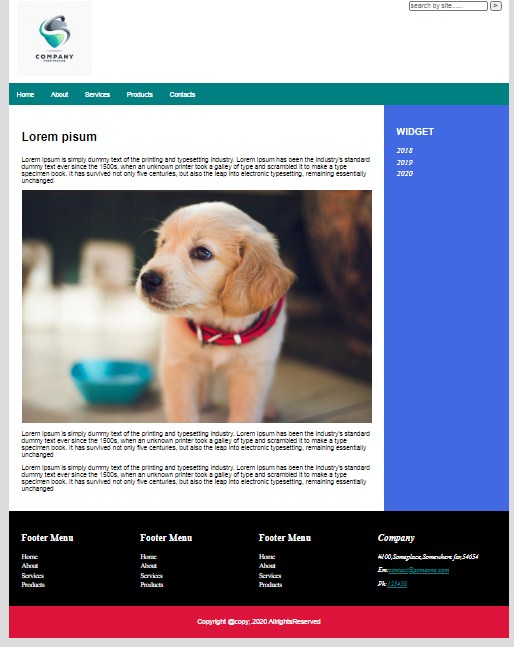 COMPANY
search by site......
>
Home About Services Products Contacts
Lorem pisum
Lorem ipsum is simply dummy text of the printing and typesetting industry. Lorem ipsum has been the industry's standard
dummy text ever since the 1500s, when an unknown printer took a galley of type and scrambled it to make a type
specimen book. It has survived not only five centuries, but also the leap into electronic typesetting, remaining essentially
unchanged
WIDGET
2018
2019
2020
Lorem ipsum is simply dummy text of the printing and typesetting industry. Lorem ipsum has been the industry's standard
dummy text ever since the 1500s, when an unknown printer took a galley of type and scrambled it to make a type
specimen book. It has survived not only five centuries, but also the leap into electronic typesetting, remaining essentially
unchanged
Lorem ipsum is simply dummy text of the printing and typesetting industry. Lorem ipsum has been the industry's standard
dummy text ever since the 1500s, when an unknown printer took a galley of type and scrambled it to make a type
specimen book. It has survived not only five centuries, but also the leap into electronic typesetting, remaining essentially
unchanged
Footer Menu
Home
About
Services
Products
Footer Menu
Home
About
Services
Products
Footer Menu
Home
About
Services
Products
Company
#100,Someplace,Somewhere far,54654
Em:contact@someone.com
Ph:123456
Copyright @copy;,2020 AllrightsReserved